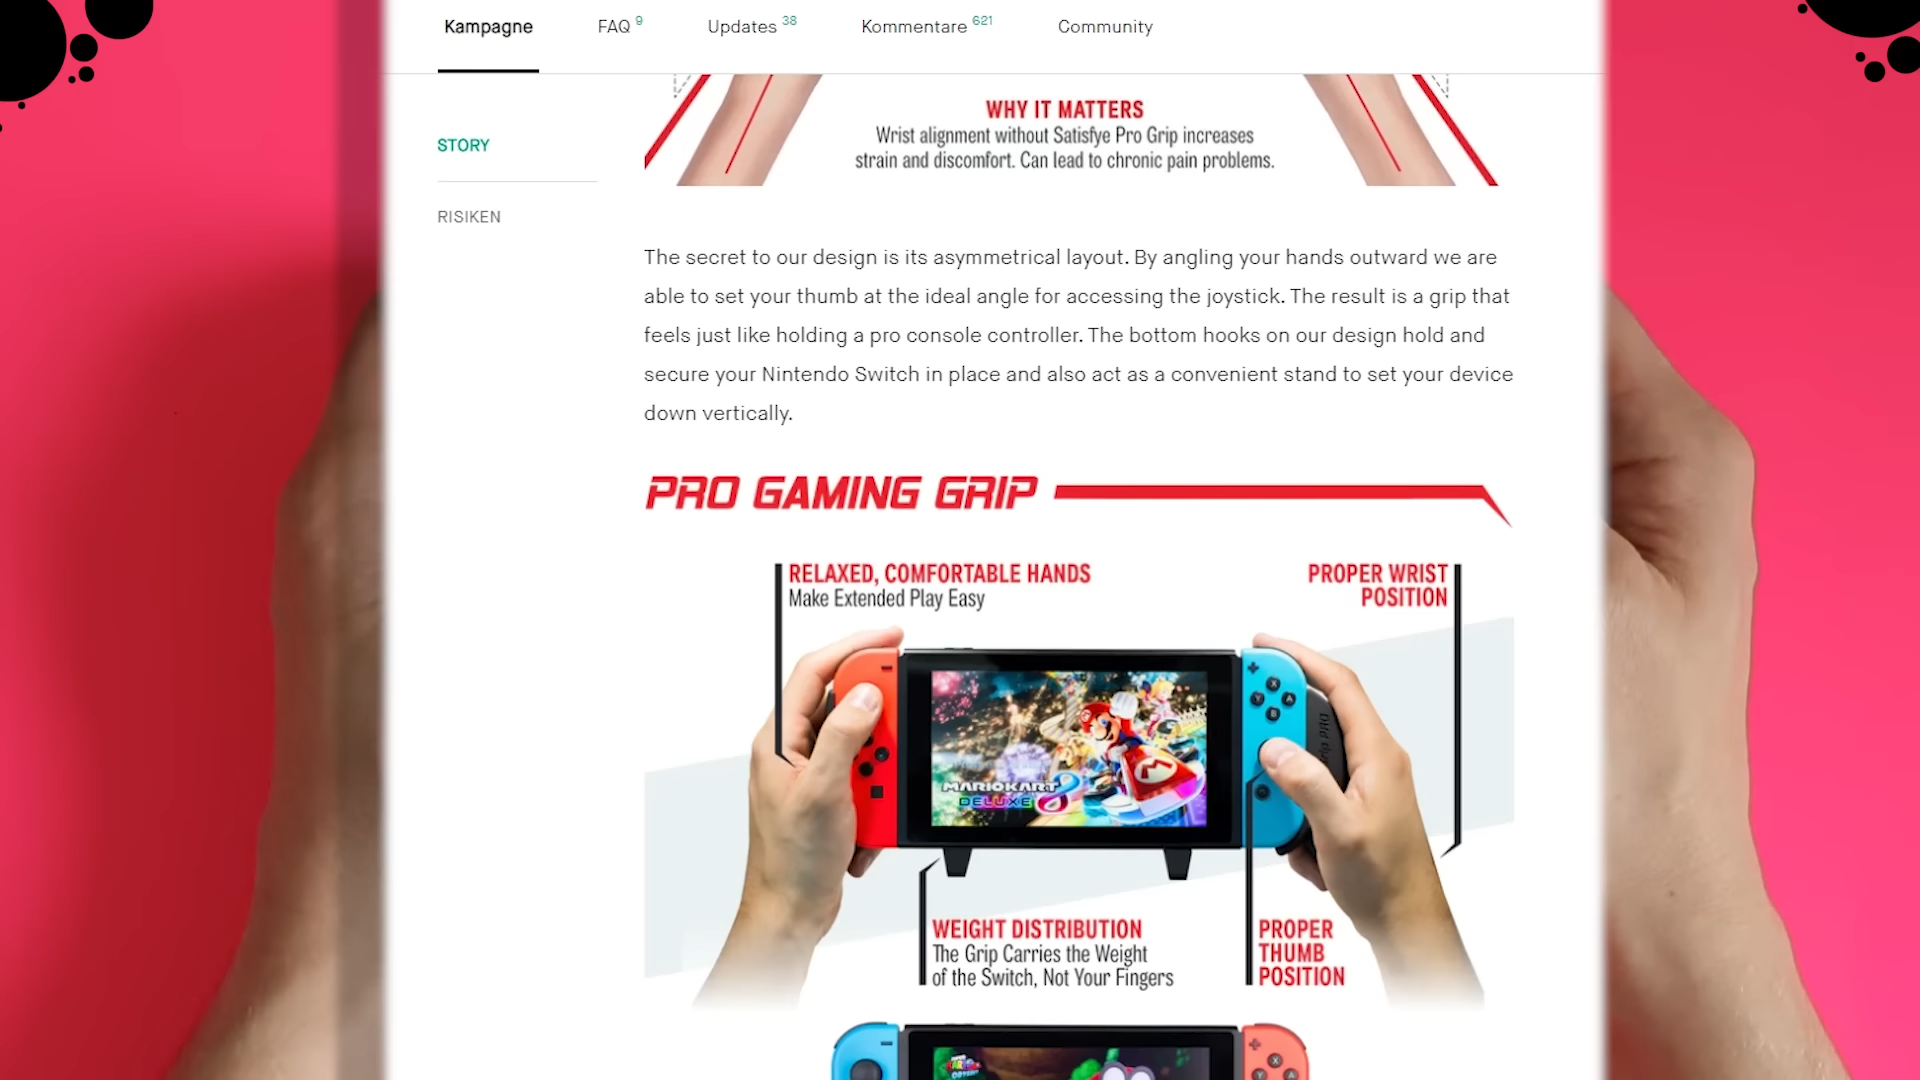 Kampagne
FAQ 9
Updates 38
Kommentare 621
Community
STORY
RISIKEN
WHY IT MATTERS
Wrist alignment without Satisfye Pro Grip increases
strain and discomfort. Can lead to chronic pain problems.
The secret to our design is its asymmetrical layout. By angling your hands outward we are
able to set your thumb at the ideal angle for accessing the joystick. The result is a grip that
feels just like holding a pro console controller. The bottom hooks on our design hold and
secure your Nintendo Switch in place and also act as a convenient stand to set your device
down vertically.
PRO GAMING GRIP
RELAXED, COMFORTABLE HANDS
Make Extended Play Easy
PROPER WRIST
POSITION
X
Y
A
B
Grip PRO
M
MARIOKART
8
DELUXE
WEIGHT DISTRIBUTION
The Grip Carries the Weight
of the Switch, Not Your Fingers
PROPER
THUMB
POSITION
X
Y
A